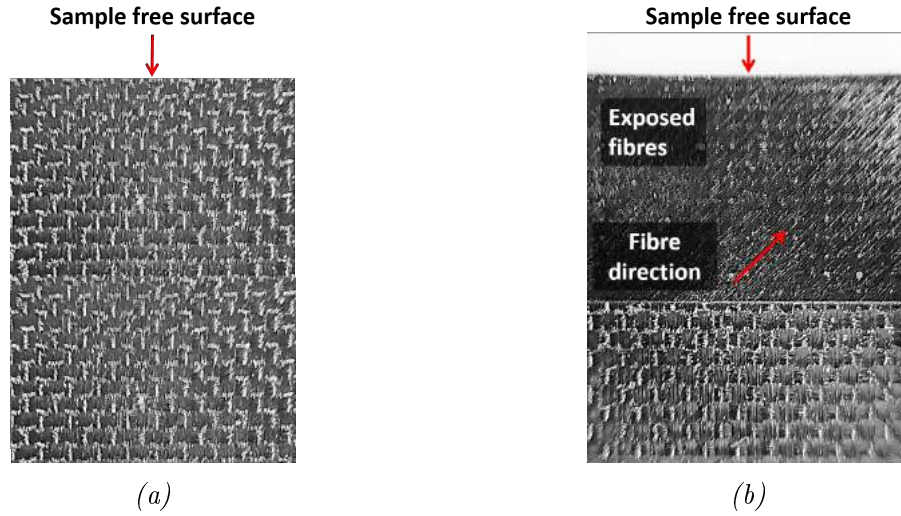 Sample free surface
Sample free surface
Exposed
fibres
Fibre
direction
(a)
(b)